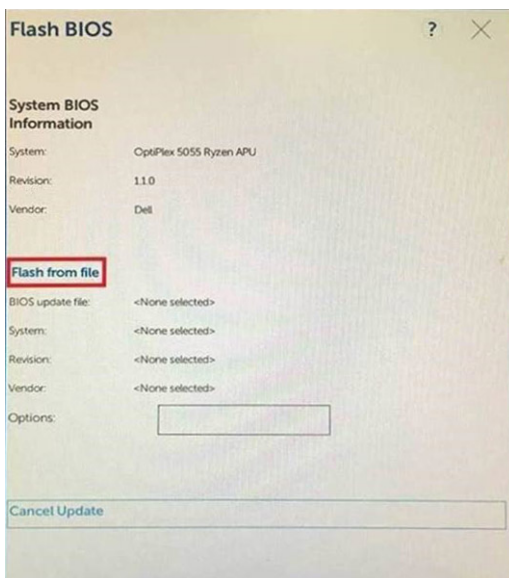 Flash BIOS ?
System BIOS
Information
System: OptiPlex 5055 Ryzen APU
Revision: 1.1.0
Vendor: Dell
Flash from file
BIOS update file: <None selected>
System: <None selected>
Revision: <None selected>
Vendor: <None selected>
Options:
Cancel Update